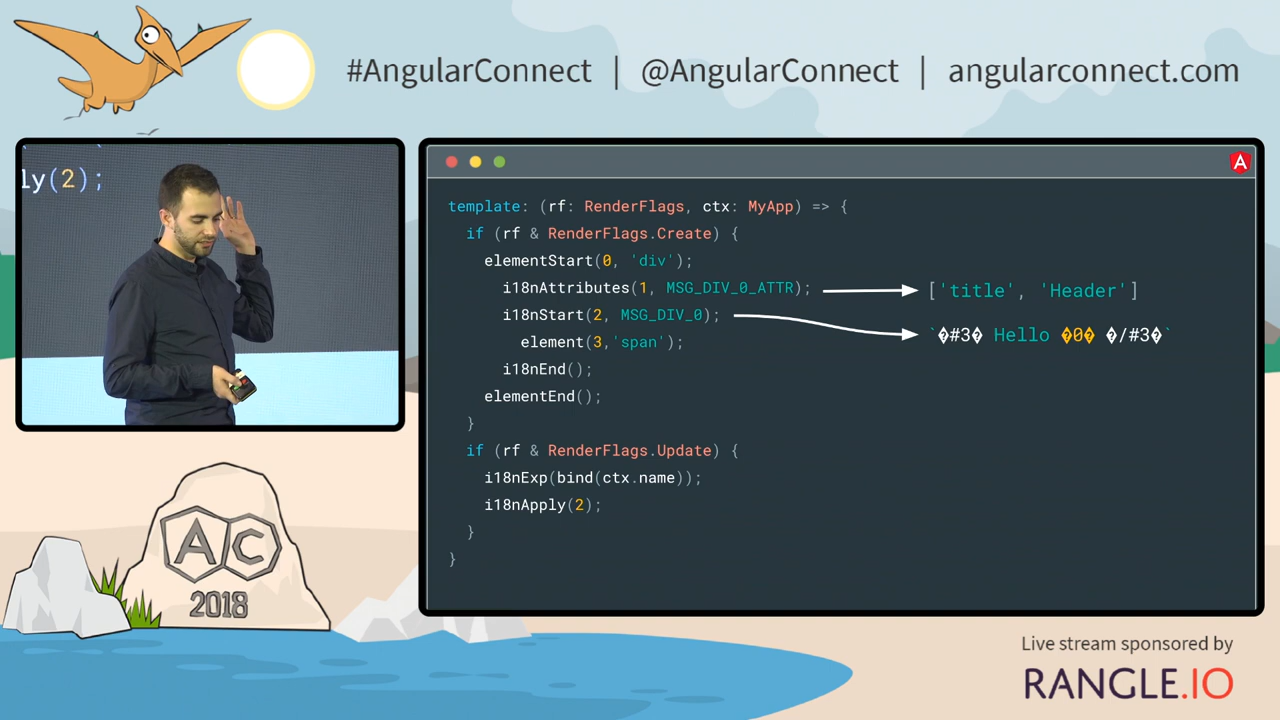 #AngularConnect | @AngularConnect | angularconnect.com
ly(2);
template: (rf: RenderFlags, ctx: MyApp) => {
if (rf & RenderFlags.Create) {
elementStart(0, 'div');
i18nAttributes(1, MSG_DIV_0_ATTR);
['title', 'Header']
i18nStart(2, MSG_DIV_0);
`�#3� Hello �0� �/#3�`
element(3,'span');
i18nEnd();
elementEnd();
}
if (rf & RenderFlags.Update) {
i18nExp(bind(ctx.name));
i18nApply(2);
}
}
AC
2018
A
Live stream sponsored by
RANGLE.IO